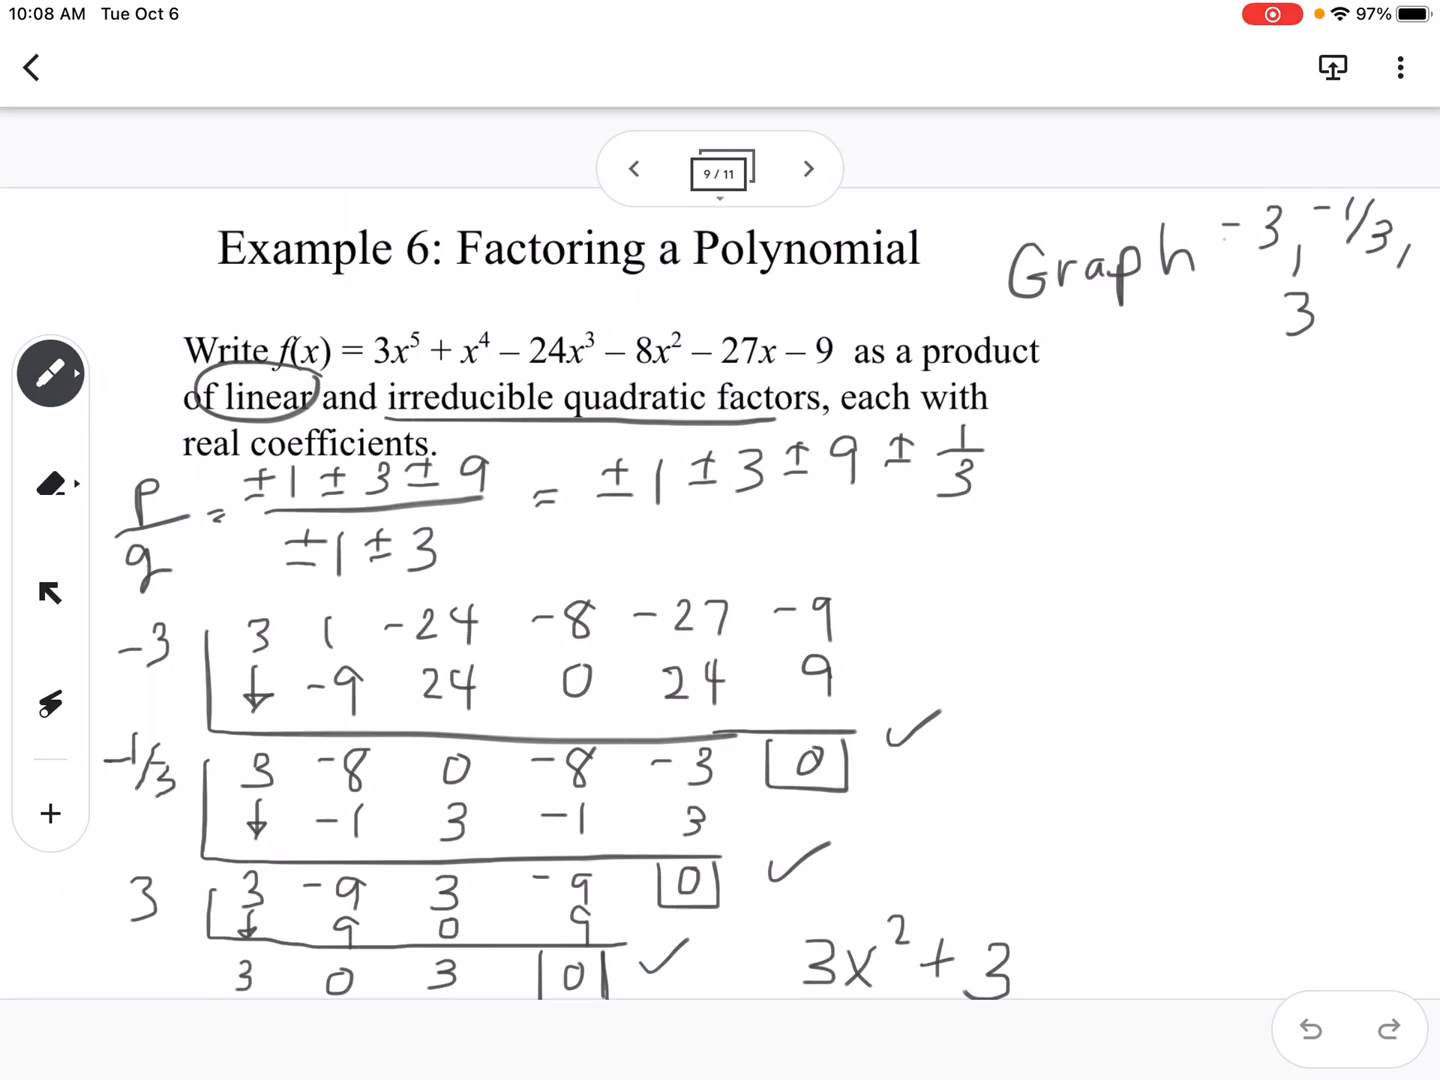 10:08 AM Tue Oct 6 97%
9 / 11
Example 6: Factoring a Polynomial
Graph -3, -1/3,
3
Write f(x) = 3x⁵ + x⁴ – 24x³ – 8x² – 27x – 9 as a product
of linear and irreducible quadratic factors, each with
real coefficients.
p/q = ±1 ± 3 ± 9 / ±1 ± 3 = ±1 ± 3 ± 9 ± 1/3
-3 3 1 -24 -8 -27 -9
↓ -9 24 0 24 9
-1/3 3 -8 0 -8 -3 0 ✓
↓ -1 3 -1 3
3 3 -9 3 -9 0 ✓
↓ 9 0 9
3 0 3 0 ✓ 3x² + 3